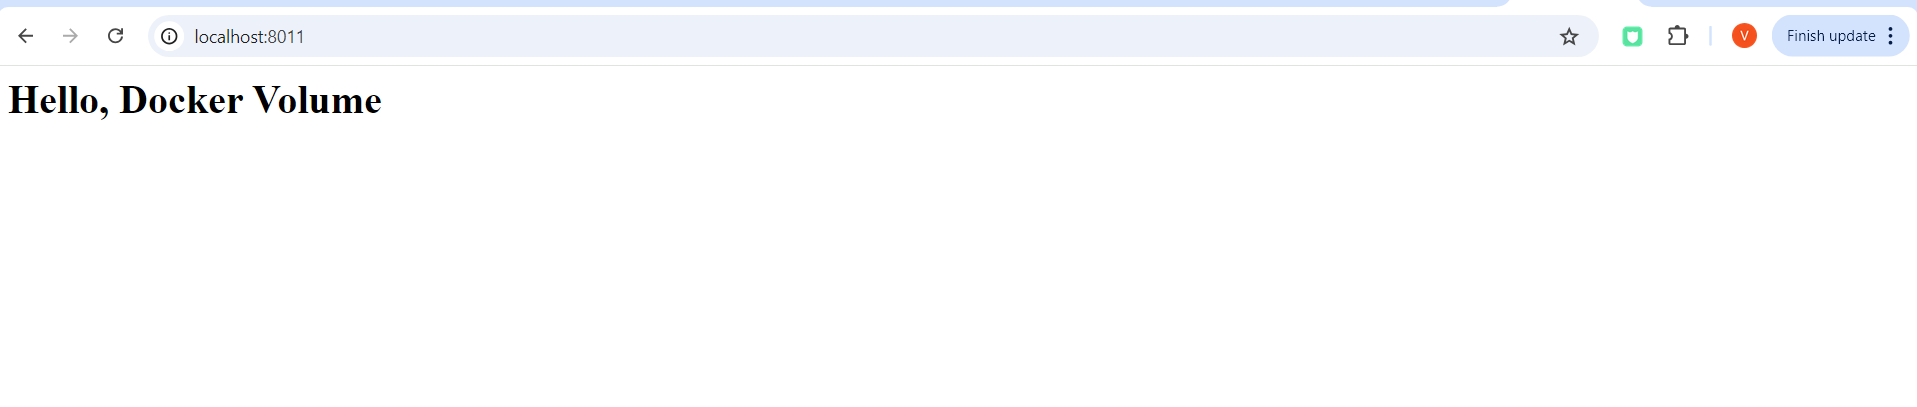 localhost:8011
V
Finish update
Hello, Docker Volume